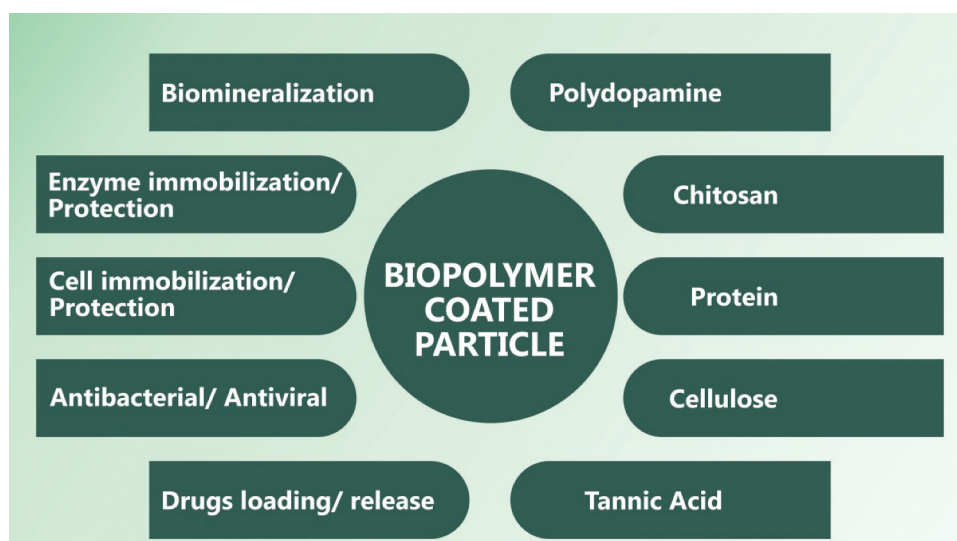 Biomineralization
Polydopamine
Enzyme immobilization/
Protection
Chitosan
Cell immobilization/
Protection
BIOPOLYMER
COATED
PARTICLE
Protein
Antibacterial/ Antiviral
Cellulose
Drugs loading/ release
Tannic Acid